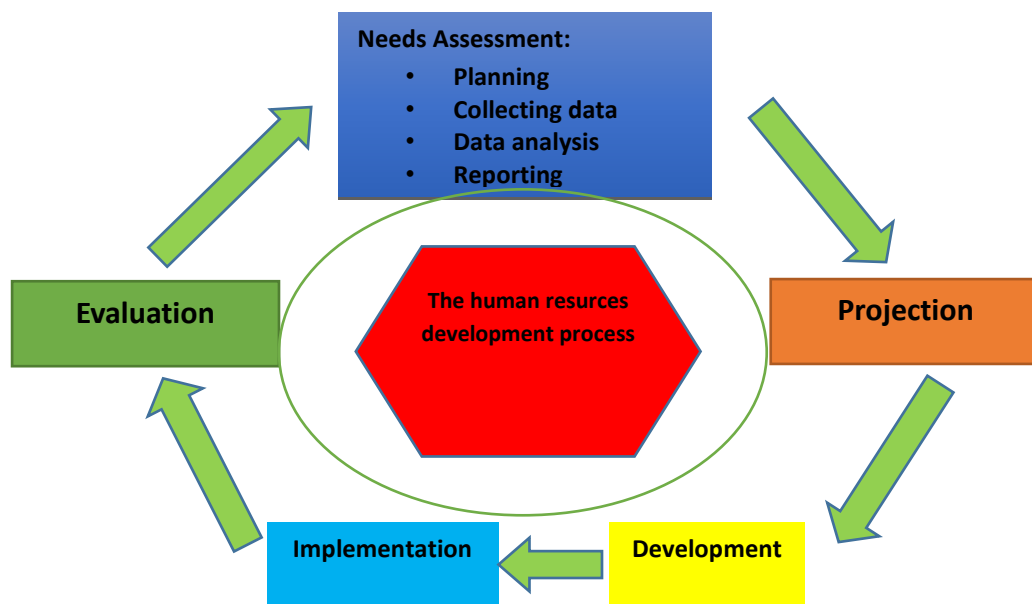 Needs Assessment:
• Planning
• Collecting data
• Data analysis
• Reporting
Evaluation
The human resurces
development process
Projection
Implementation
Development